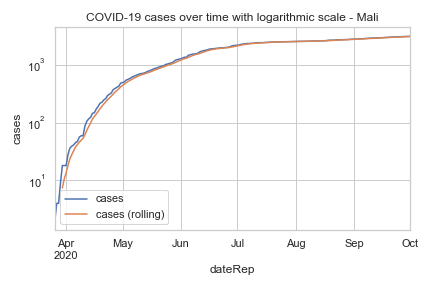 COVID-19 cases over time with logarithmic scale - Mali
cases
10³
10²
10¹
cases
cases (rolling)
Apr May Jun Jul Aug Sep Oct
2020
dateRep